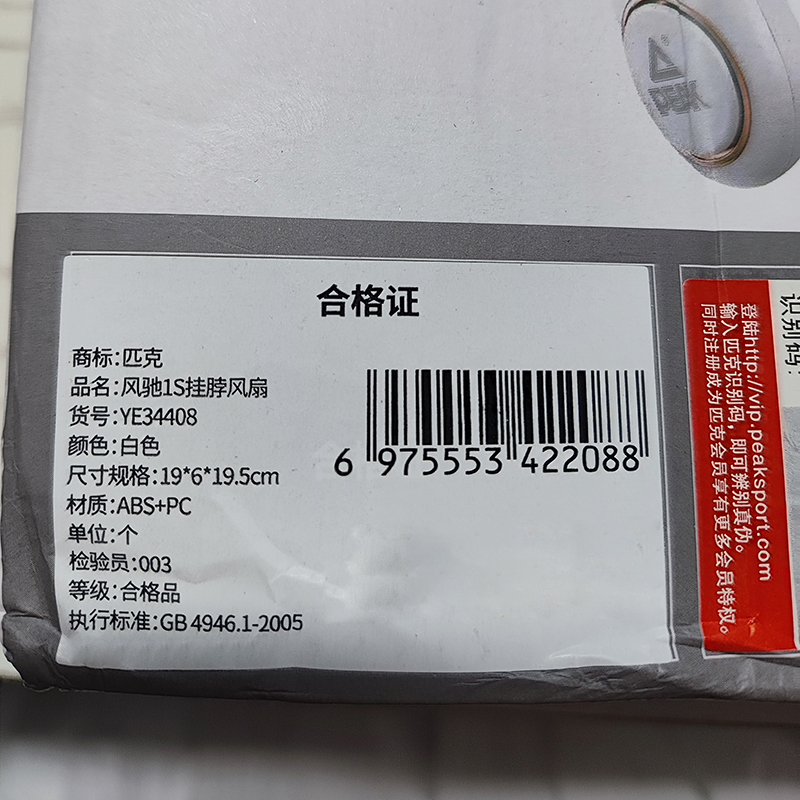 PEAK
合格证
商标:匹克
品名:风驰1S挂脖风扇
货号:YE34408
颜色:白色
尺寸规格:19*6*19.5cm
材质:ABS+PC
单位:个
检验员:003
等级:合格品
执行标准:GB 4946.1-2005
6 975553 422088
识别码:
登陆http://vip.peaksport.com
输入匹克识别码，即可辨别真伪。
同时注册成为匹克会员享有更多会员特权。